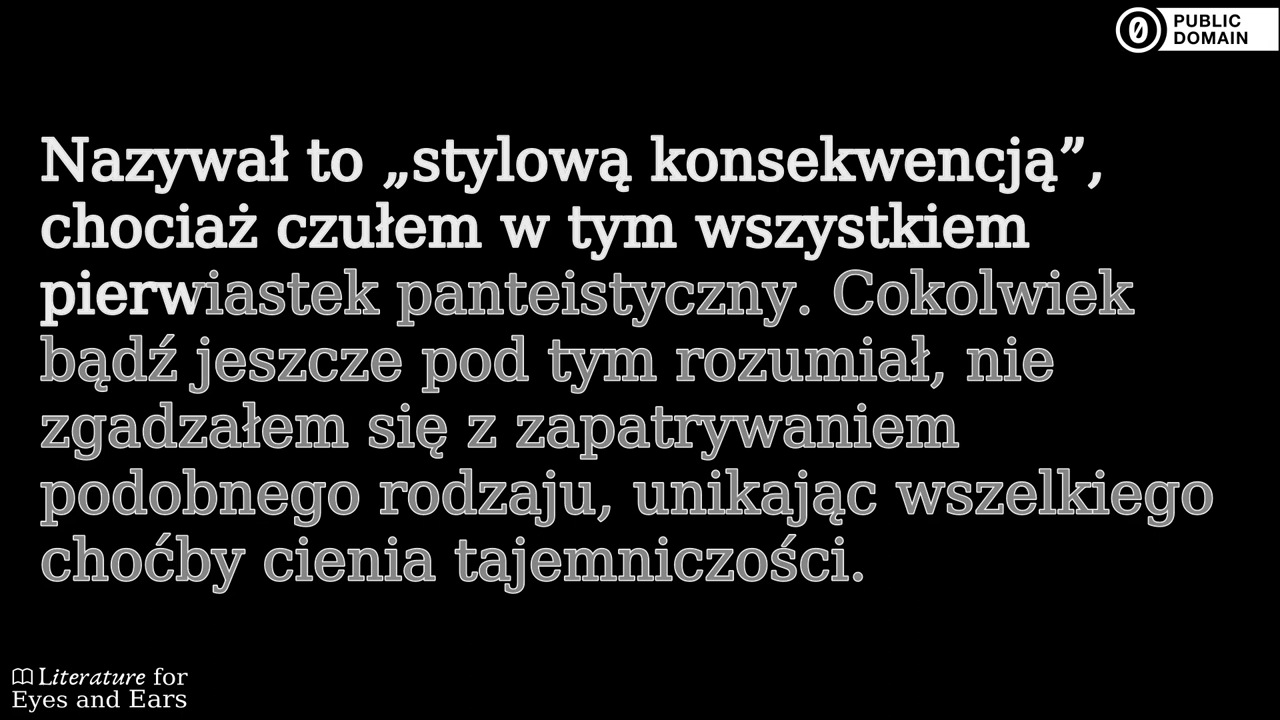 PUBLIC
DOMAIN
Nazywał to „stylową konsekwencją”,
chociaż czułem w tym wszystkiem
pierwiastek panteistyczny. Cokolwiek
bądź jeszcze pod tym rozumiał, nie
zgadzałem się z zapatrywaniem
podobnego rodzaju, unikając wszelkiego
choćby cienia tajemniczości.
Literature for
Eyes and Ears